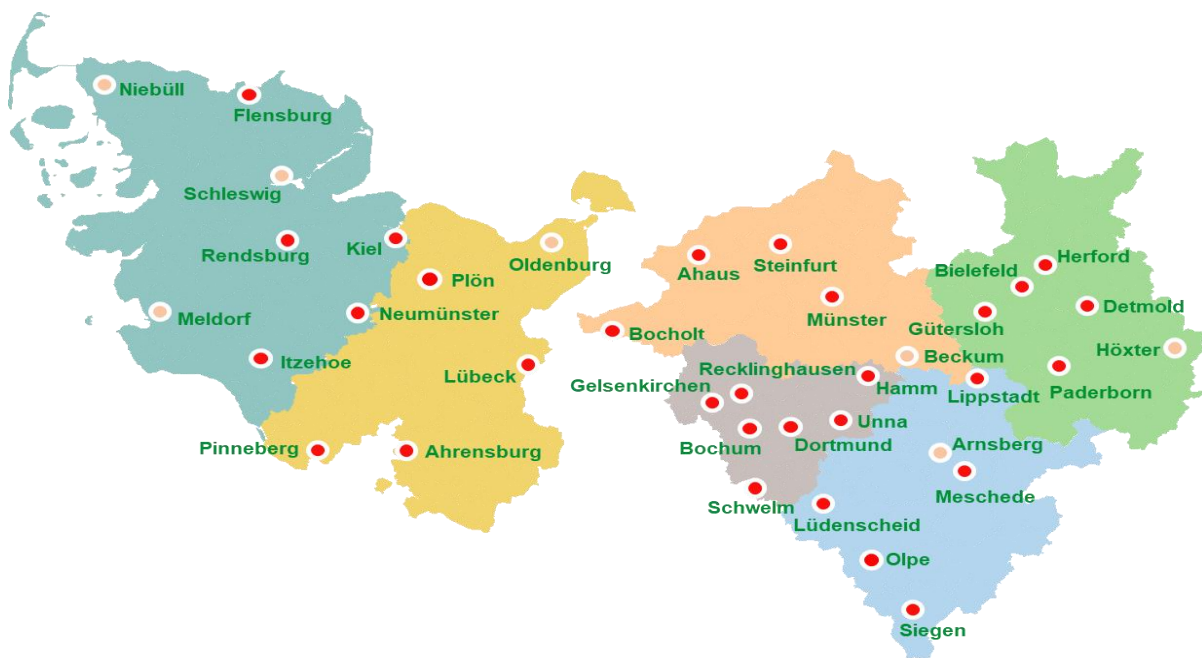 Niebüll
Flensburg
Schleswig
Rendsburg
Kiel
Oldenburg
Plön
Meldorf
Neumünster
Itzehoe
Lübeck
Pinneberg
Ahrensburg
Ahaus
Steinfurt
Bielefeld
Herford
Münster
Gütersloh
Detmold
Bocholt
Beckum
Höxter
Recklinghausen
Gelsenkirchen
Hamm
Lippstadt
Paderborn
Unna
Bochum
Dortmund
Arnsberg
Meschede
Schwelm
Lüdenscheid
Olpe
Siegen